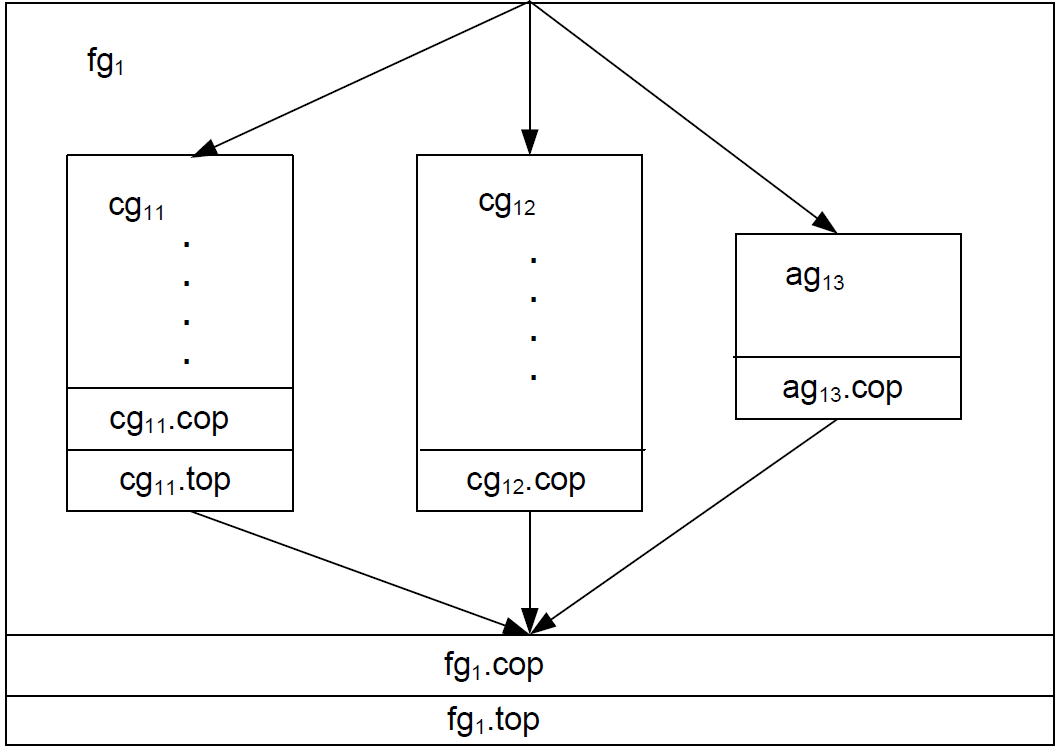 fg₁
cg₁₁
cg₁₂
ag₁₃
cg₁₁.cop
cg₁₁.top
cg₁₂.cop
ag₁₃.cop
fg₁.cop
fg₁.top